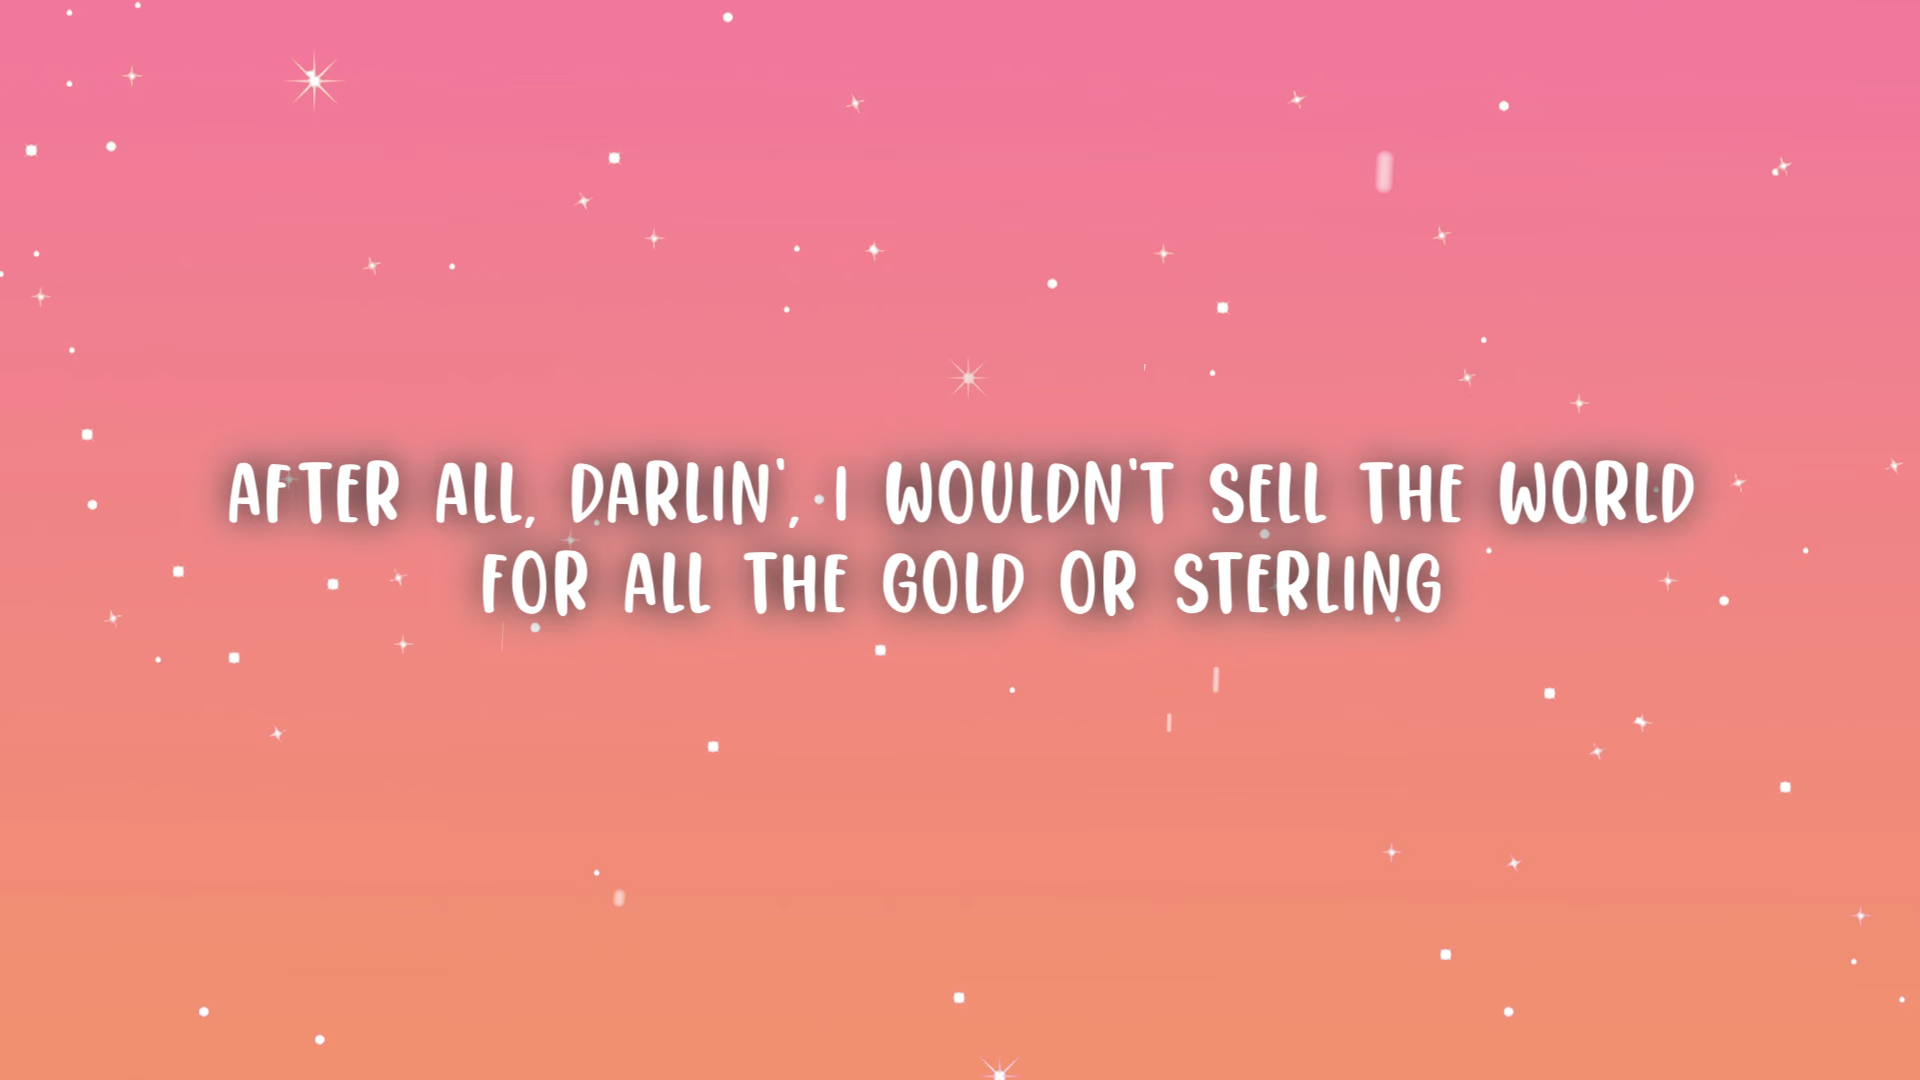 AFTER ALL, DARLIN', I WOULDN'T SELL THE WORLD
FOR ALL THE GOLD OR STERLING